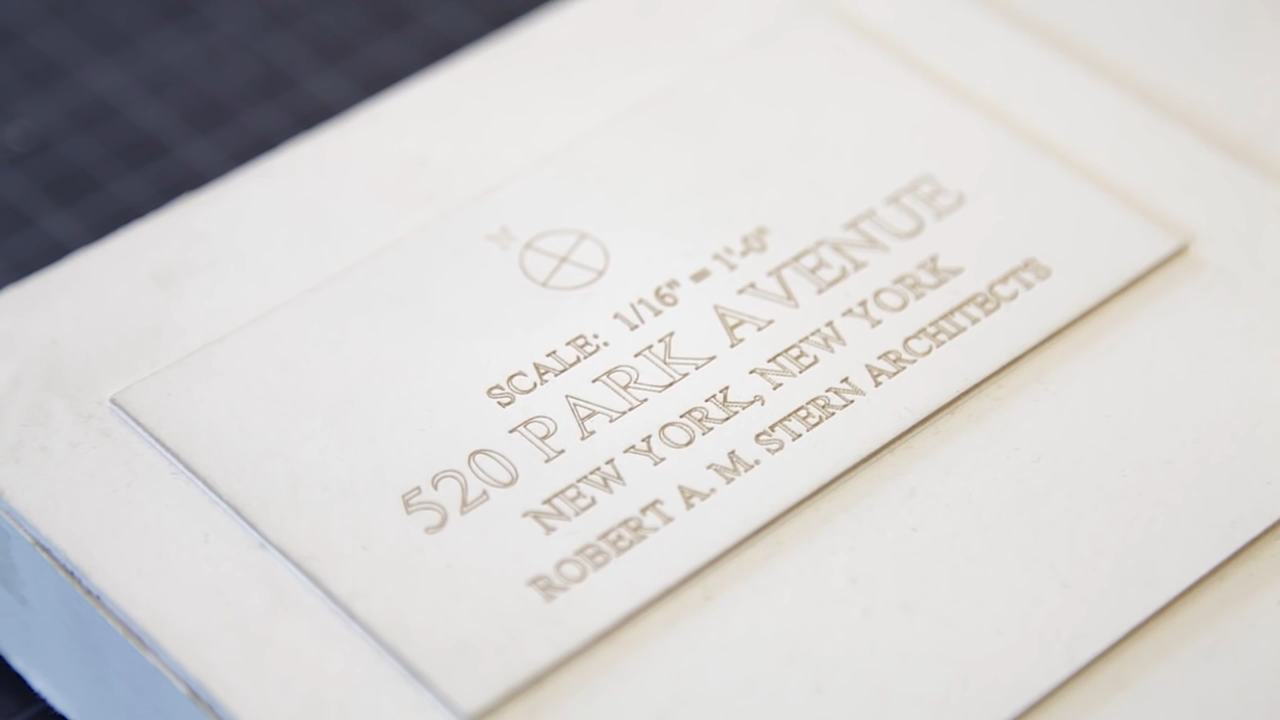 N
SCALE: 1/16" = 1'-0"
520 PARK AVENUE
NEW YORK, NEW YORK
ROBERT A. M. STERN ARCHITECTS